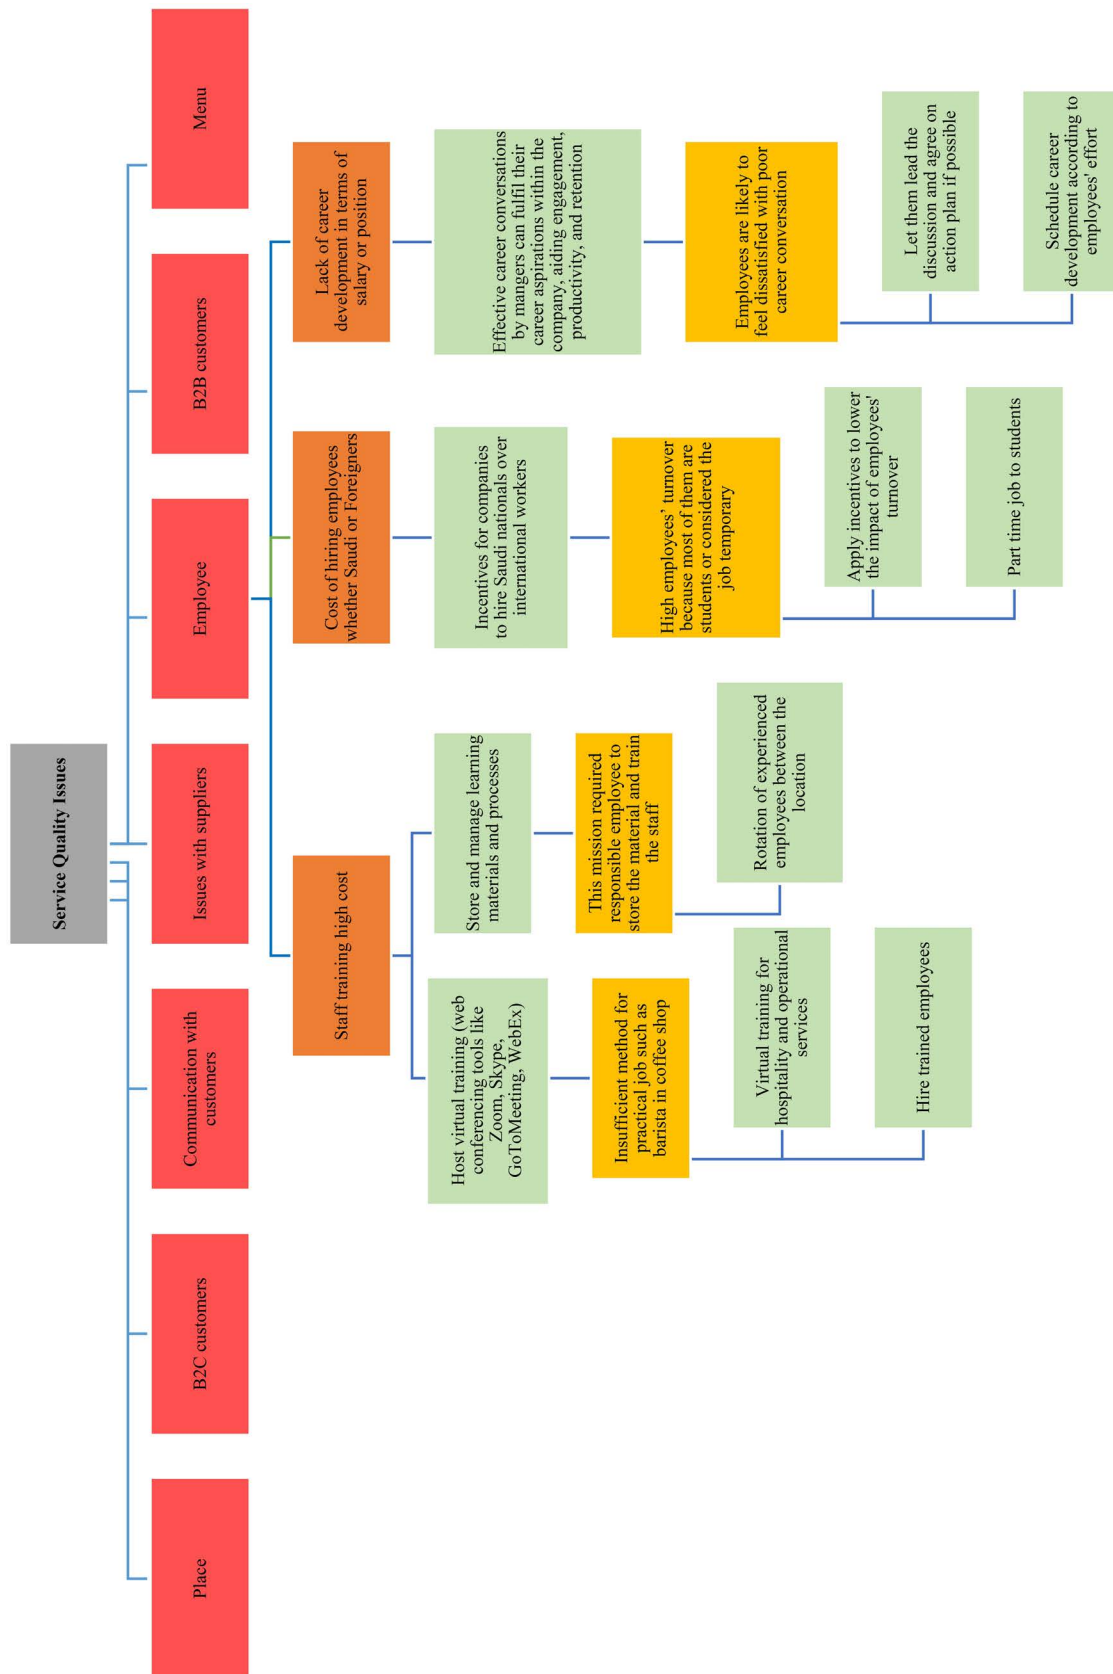 Service Quality Issues
Place
B2C customers
Communication with
customers
Issues with suppliers
Employee
B2B customers
Menu
Staff training high cost
Cost of hiring employees
whether Saudi or Foreigners
Lack of career
development in terms of
salary or position
Host virtual training (web
conferencing tools like
Zoom, Skype,
GoToMeeting, WebEx)
Store and manage learning
materials and processes
Incentives for companies
to hire Saudi nationals over
international workers
Effective career conversations
by mangers can fulfil their
career aspirations within the
company, aiding engagement,
productivity, and retention
Insufficient method for
practical job such as
barista in coffee shop
This mission required
responsible employee to
store the material and train
the staff
High employees’ turnover
because most of them are
students or considered the
job temporary
Employees are likely to
feel dissatisfied with poor
career conversation
Virtual training for
hospitality and operational
services
Hire trained employees
Rotation of experienced
employees between the
location
Apply incentives to lower
the impact of employees'
turnover
Part time job to students
Let them lead the
discussion and agree on
action plan if possible
Schedule career
development according to
employees' effort